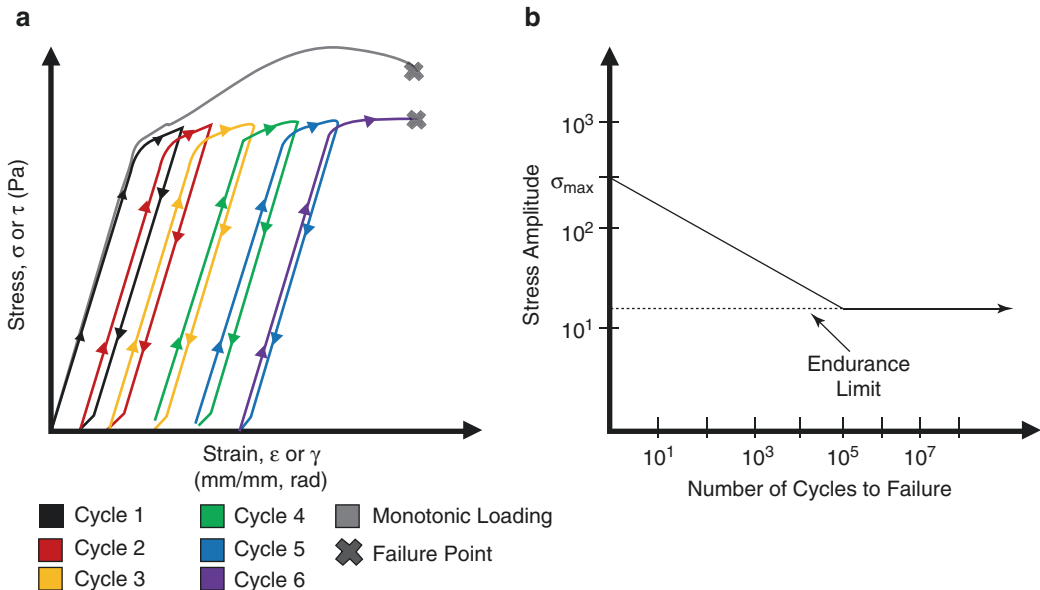 a
Stress, σ or τ (Pa)
Strain, ε or γ
(mm/mm, rad)
Cycle 1
Cycle 2
Cycle 3
Cycle 4
Cycle 5
Cycle 6
Monotonic Loading
Failure Point
b
Stress Amplitude
10³
σmax
10²
10¹
Endurance
Limit
10¹
10³
10⁵
10⁷
Number of Cycles to Failure